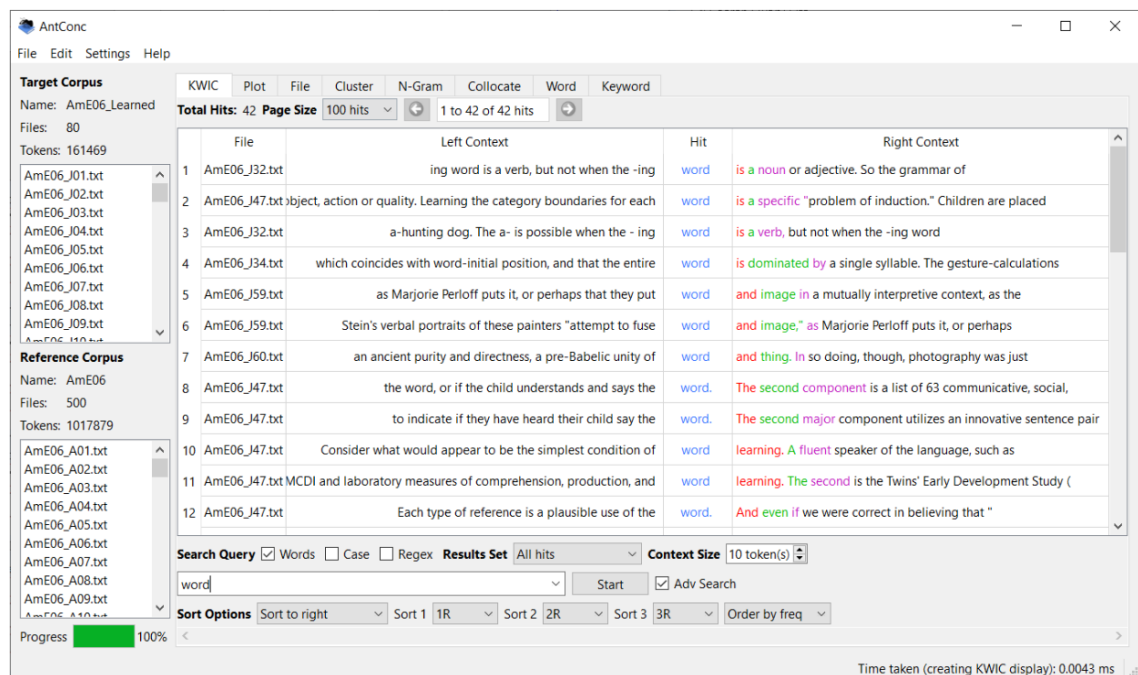 AntConc
File Edit Settings Help
Target Corpus
Name: AmE06_Learned
Files: 80
Tokens: 161469
AmE06_J01.txt
AmE06_J02.txt
AmE06_J03.txt
AmE06_J04.txt
AmE06_J05.txt
AmE06_J06.txt
AmE06_J07.txt
AmE06_J08.txt
AmE06_J09.txt
AmE06_J10.txt
Reference Corpus
Name: AmE06
Files: 500
Tokens: 1017879
AmE06_A01.txt
AmE06_A02.txt
AmE06_A03.txt
AmE06_A04.txt
AmE06_A05.txt
AmE06_A06.txt
AmE06_A07.txt
AmE06_A08.txt
AmE06_A09.txt
AmE06_A10.txt
Progress 100%
KWIC Plot File Cluster N-Gram Collocate Word Keyword
Total Hits: 42 Page Size 100 hits 1 to 42 of 42 hits
File Left Context Hit Right Context
1 AmE06_J32.txt ing word is a verb, but not when the -ing word is a noun or adjective. So the grammar of
2 AmE06_J47.txt object, action or quality. Learning the category boundaries for each word is a specific "problem of induction." Children are placed
3 AmE06_J32.txt a-hunting dog. The a- is possible when the - ing word is a verb, but not when the -ing word
4 AmE06_J34.txt which coincides with word-initial position, and that the entire word is dominated by a single syllable. The gesture-calculations
5 AmE06_J59.txt as Marjorie Perloff puts it, or perhaps that they put word and image in a mutually interpretive context, as the
6 AmE06_J59.txt Stein's verbal portraits of these painters "attempt to fuse word and image," as Marjorie Perloff puts it, or perhaps
7 AmE06_J60.txt an ancient purity and directness, a pre-Babelic unity of word and thing. In so doing, though, photography was just
8 AmE06_J47.txt the word, or if the child understands and says the word. The second component is a list of 63 communicative, social,
9 AmE06_J47.txt to indicate if they have heard their child say the word. The second major component utilizes an innovative sentence pair
10 AmE06_J47.txt Consider what would appear to be the simplest condition of word learning. A fluent speaker of the language, such as
11 AmE06_J47.txt MCDI and laboratory measures of comprehension, production, and word learning. The second is the Twins' Early Development Study (
12 AmE06_J47.txt Each type of reference is a plausible use of the word. And even if we were correct in believing that "
Search Query Words Case Regex Results Set All hits Context Size 10 token(s)
word Start Adv Search
Sort Options Sort to right Sort 1 1R Sort 2 2R Sort 3 3R Order by freq
Time taken (creating KWIC display): 0.0043 ms